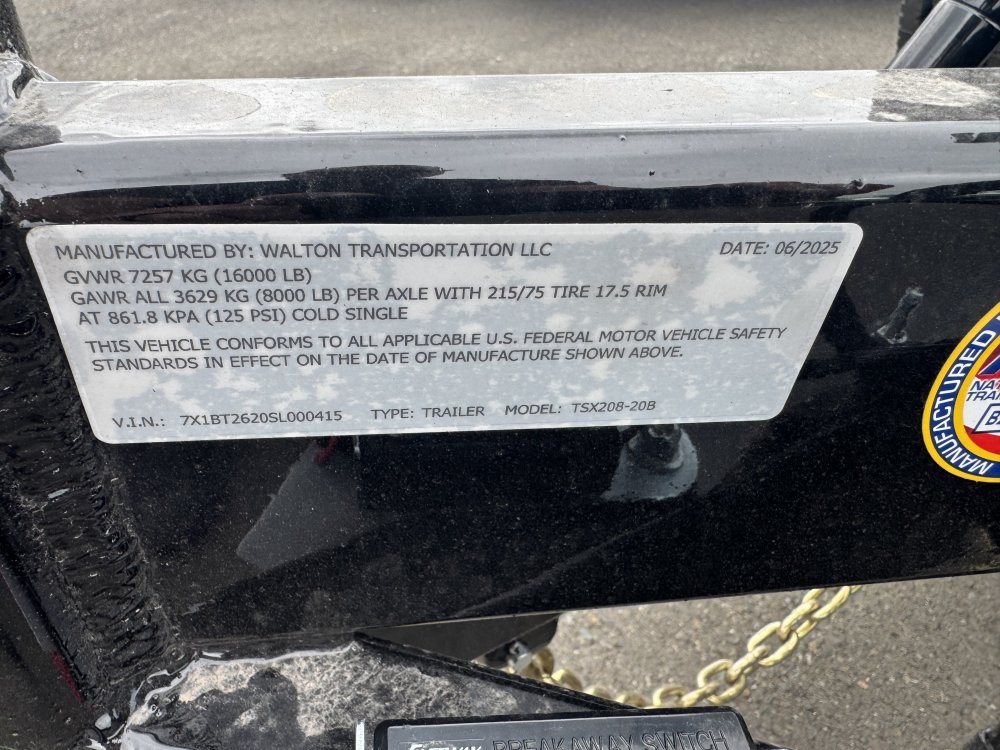 MANUFACTURED BY: WALTON TRANSPORTATION LLC DATE: 06/2025
GVWR 7257 KG (16000 LB)
GAWR ALL 3629 KG (8000 LB) PER AXLE WITH 215/75 TIRE 17.5 RIM
AT 861.8 KPA (125 PSI) COLD SINGLE
THIS VEHICLE CONFORMS TO ALL APPLICABLE U.S. FEDERAL MOTOR VEHICLE SAFETY
STANDARDS IN EFFECT ON THE DATE OF MANUFACTURE SHOWN ABOVE.
V.I.N.: 7X1BT2620SL000415 TYPE: TRAILER MODEL: TSX208-20B
MANUFACTURED
MANUFAC
BREAKAWAY SWITCH